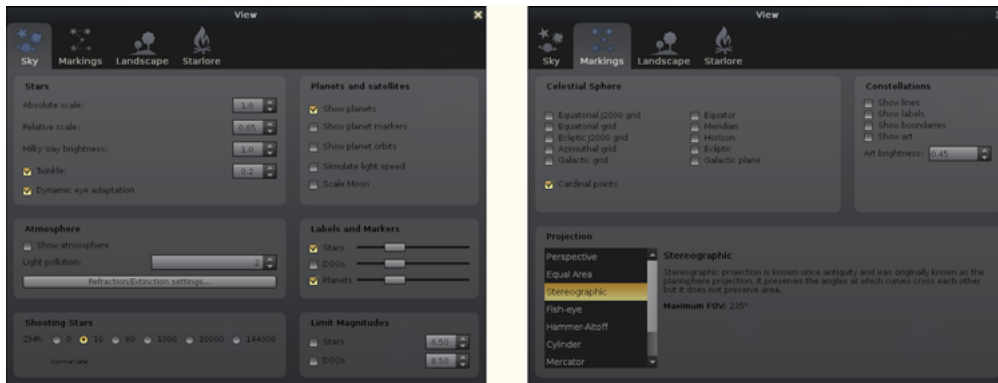 View
Sky Markings Landscape Starlore
Stars
Absolute scale: 1.0
Relative scale: 0.65
Milky Way brightness: 1.0
Twinkle: 0.2
Dynamic eye adaptation
Planets and satellites
Show planets
Show planet markers
Show planet orbits
Simulate light speed
Scale Moon
Atmosphere
Show atmosphere
Light pollution: 2
Refraction/Extinction settings...
Labels and Markers
Stars
DSOs
Planets
Shooting Stars
ZHR: 0 10 80 1000 10000 144000
Normal rate
Limit Magnitudes
Stars 6.50
DSOs 8.50
View
Sky Markings Landscape Starlore
Celestial Sphere
Equatorial J2000 grid
Equatorial grid
Ecliptic J2000 grid
Azimuthal grid
Galactic grid
Equator
Meridian
Horizon
Ecliptic
Galactic plane
Cardinal points
Constellations
Show lines
Show labels
Show boundaries
Show art
Art brightness: 0.45
Projection
Perspective
Equal Area
Stereographic
Fish-eye
Hammer-Aitoff
Cylinder
Mercator
Stereographic
Stereographic projection is known since antiquity and was originally known as the
planisphere projection. It preserves the angles at which curves cross each other
but it does not preserve area.
Maximum FOV: 235°